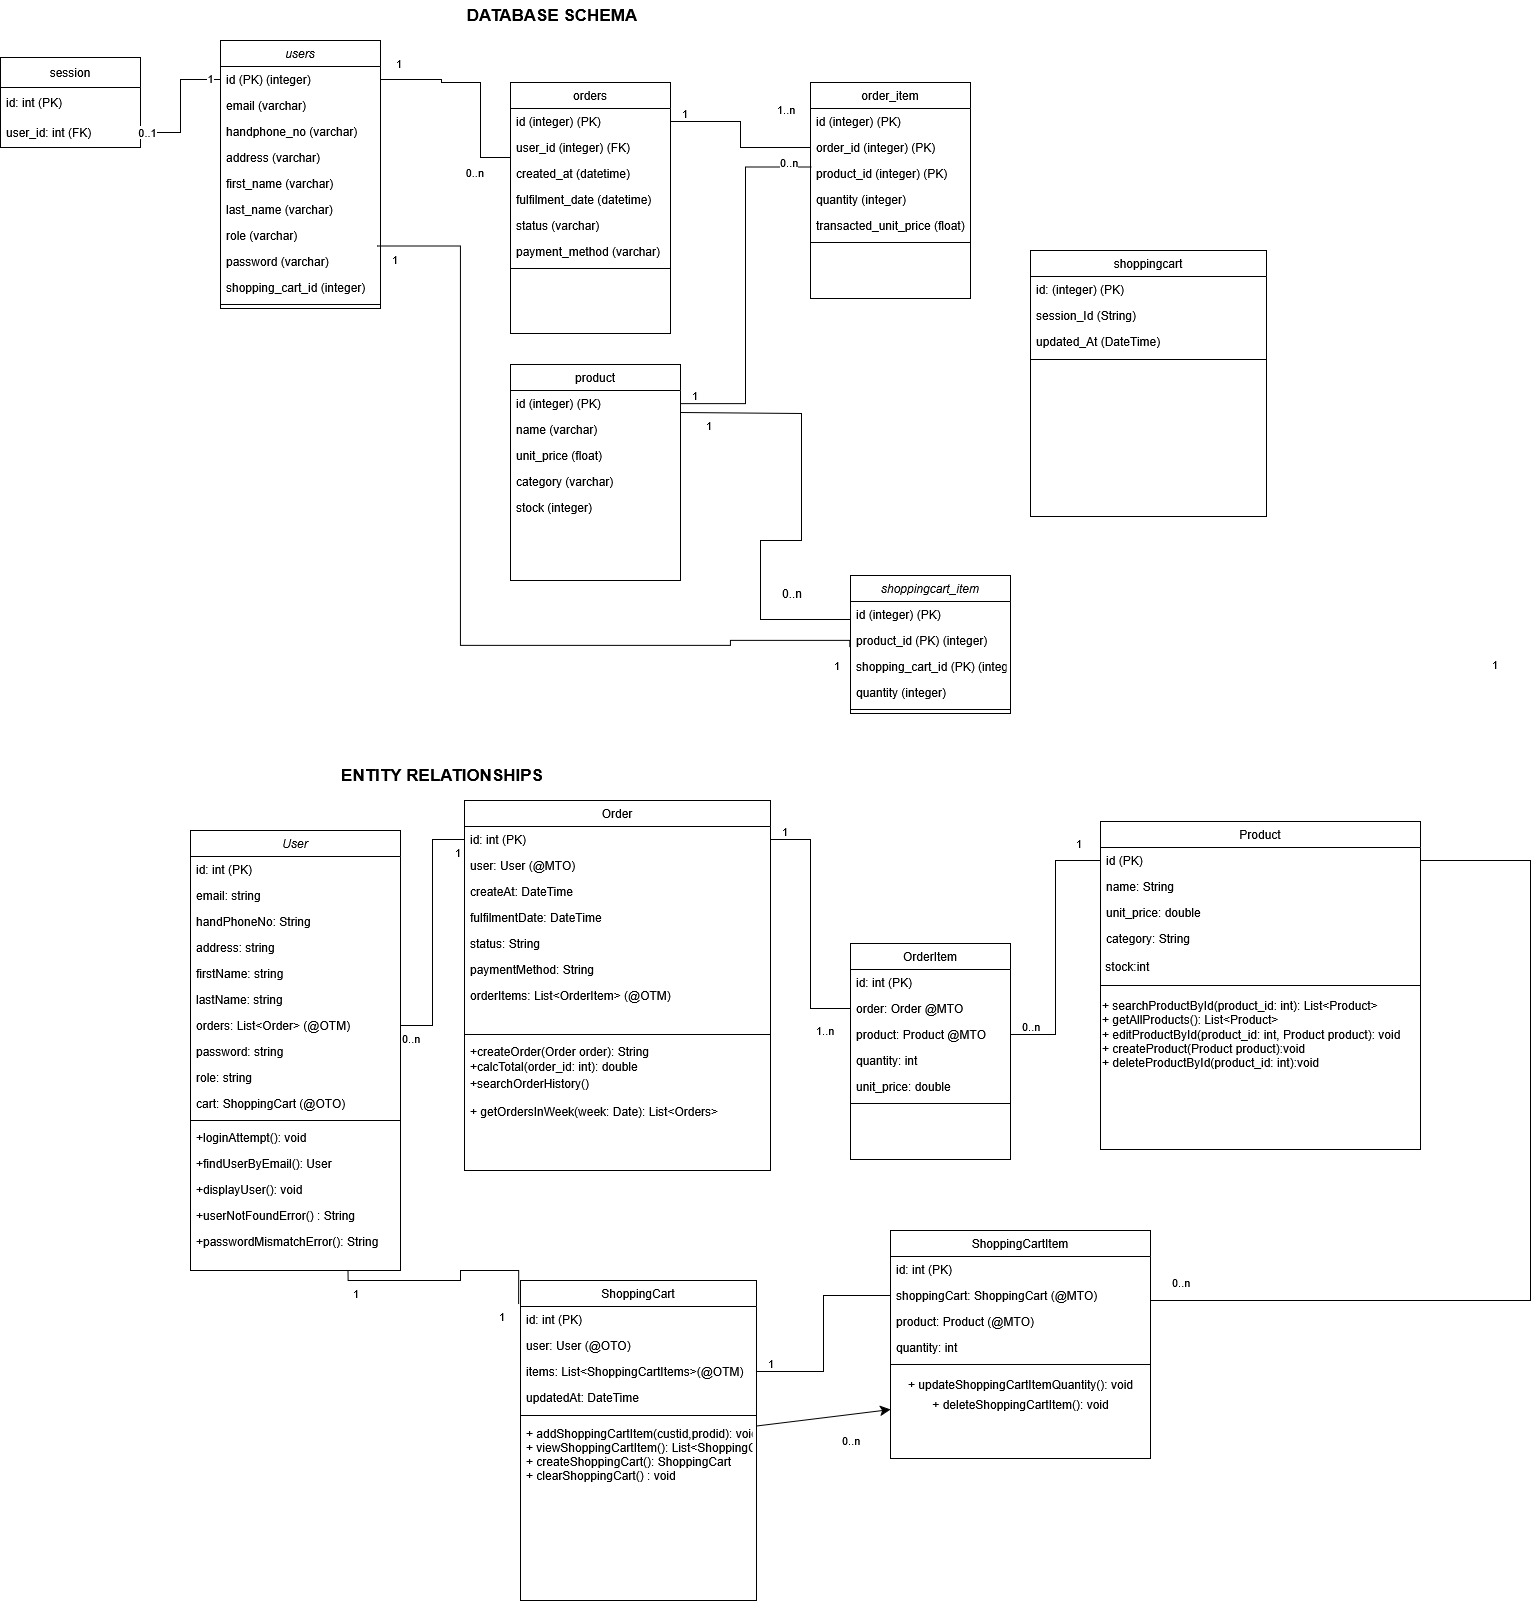 DATABASE SCHEMA
session
id: int (PK)
user_id: int (FK)
0..1
1
users
id (PK) (integer)
email (varchar)
handphone_no (varchar)
address (varchar)
first_name (varchar)
last_name (varchar)
role (varchar)
password (varchar)
shopping_cart_id (integer)
1
0..n
1
orders
id (integer) (PK)
user_id (integer) (FK)
created_at (datetime)
fulfilment_date (datetime)
status (varchar)
payment_method (varchar)
1
1..n
0..n
order_item
id (integer) (PK)
order_id (integer) (PK)
product_id (integer) (PK)
quantity (integer)
transacted_unit_price (float)
shoppingcart
id: (integer) (PK)
session_Id (String)
updated_At (DateTime)
product
id (integer) (PK)
name (varchar)
unit_price (float)
category (varchar)
stock (integer)
1
1
0..n
1
shoppingcart_item
id (integer) (PK)
product_id (PK) (integer)
shopping_cart_id (PK) (integ
quantity (integer)
1
ENTITY RELATIONSHIPS
User
id: int (PK)
email: string
handPhoneNo: String
address: string
firstName: string
lastName: string
orders: List<Order> (@OTM)
password: string
role: string
cart: ShoppingCart (@OTO)
+loginAttempt(): void
+findUserByEmail(): User
+displayUser(): void
+userNotFoundError() : String
+passwordMismatchError(): String
1
0..n
Order
id: int (PK)
user: User (@MTO)
createAt: DateTime
fulfilmentDate: DateTime
status: String
paymentMethod: String
orderItems: List<OrderItem> (@OTM)
+createOrder(Order order): String
+calcTotal(order_id: int): double
+searchOrderHistory()
+ getOrdersInWeek(week: Date): List<Orders>
1
1..n
OrderItem
id: int (PK)
order: Order @MTO
product: Product @MTO
quantity: int
unit_price: double
0..n
1
Product
id (PK)
name: String
unit_price: double
category: String
stock:int
+ searchProductById(product_id: int): List<Product>
+ getAllProducts(): List<Product>
+ editProductById(product_id: int, Product product): void
+ createProduct(Product product):void
+ deleteProductById(product_id: int):void
1
1
ShoppingCart
id: int (PK)
user: User (@OTO)
items: List<ShoppingCartItems>(@OTM)
updatedAt: DateTime
+ addShoppingCartItem(custid,prodid): voi
+ viewShoppingCartItem(): List<Shopping
+ createShoppingCart(): ShoppingCart
+ clearShoppingCart() : void
1
0..n
ShoppingCartItem
id: int (PK)
shoppingCart: ShoppingCart (@MTO)
product: Product (@MTO)
quantity: int
+ updateShoppingCartItemQuantity(): void
+ deleteShoppingCartItem(): void
0..n